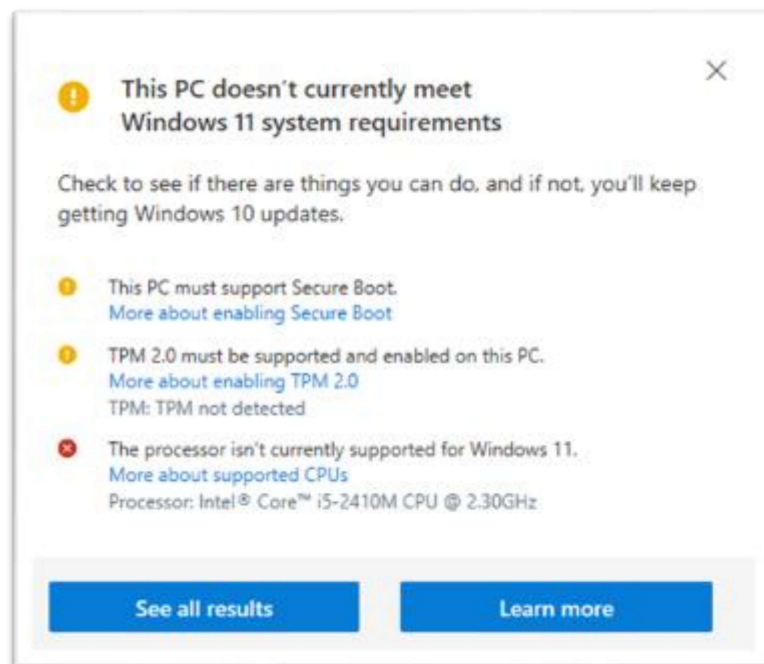 This PC doesn't currently meet
Windows 11 system requirements
Check to see if there are things you can do, and if not, you'll keep
getting Windows 10 updates.
This PC must support Secure Boot.
More about enabling Secure Boot
TPM 2.0 must be supported and enabled on this PC.
More about enabling TPM 2.0
TPM: TPM not detected
The processor isn't currently supported for Windows 11.
More about supported CPUs
Processor: Intel® Core™ i5-2410M CPU @ 2.30GHz
See all results
Learn more